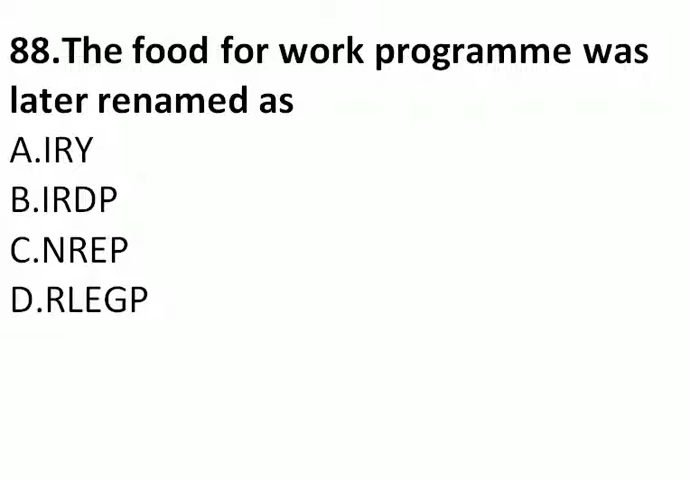 88.The food for work programme was
later renamed as
A.IRY
B.IRDP
C.NREP
D.RLEGP